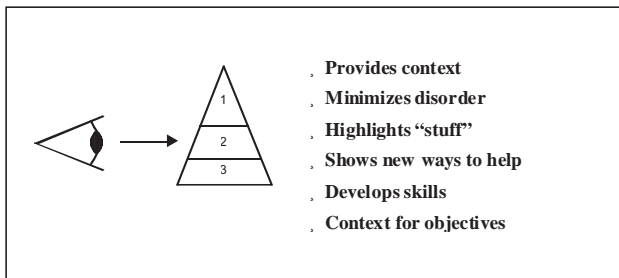 1
2
3
¸ Provides context
¸ Minimizes disorder
¸ Highlights “stuff”
¸ Shows new ways to help
¸ Develops skills
¸ Context for objectives